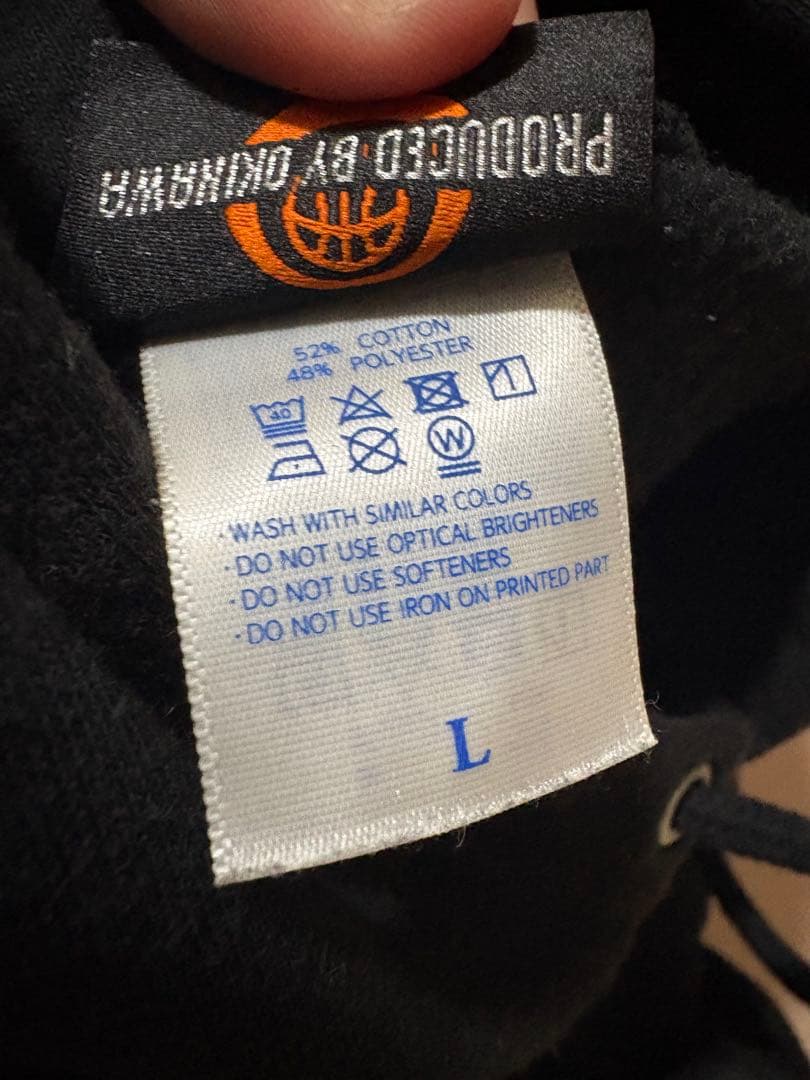 PRODUCED BY OKINAWA
52% COTTON
48% POLYESTER
40
W
·WASH WITH SIMILAR COLORS
·DO NOT USE OPTICAL BRIGHTENERS
·DO NOT USE SOFTENERS
·DO NOT USE IRON ON PRINTED PART
L